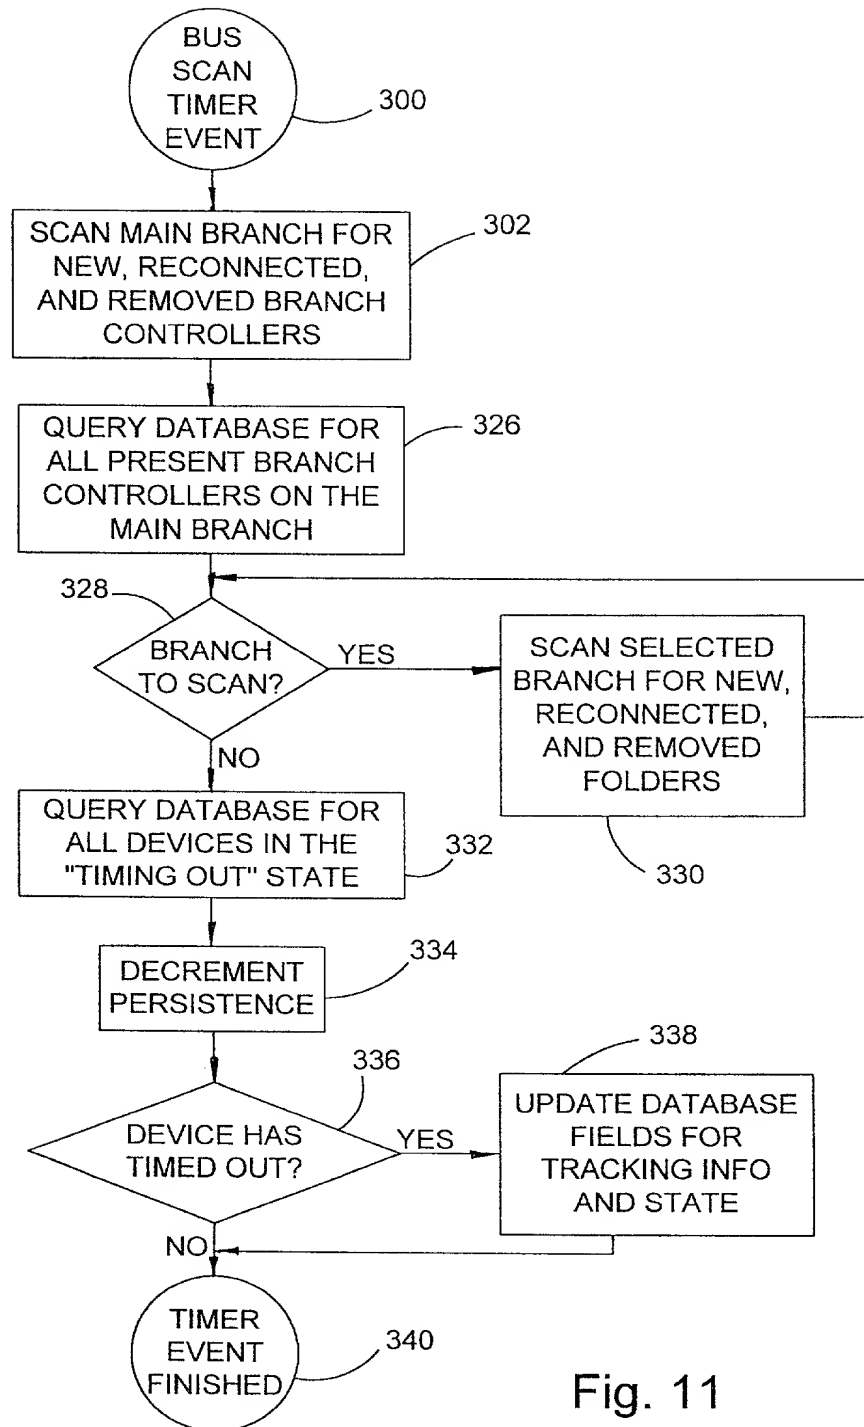 BUS
SCAN
TIMER
EVENT
300
SCAN MAIN BRANCH FOR
NEW, RECONNECTED,
AND REMOVED BRANCH
CONTROLLERS
302
QUERY DATABASE FOR
ALL PRESENT BRANCH
CONTROLLERS ON THE
MAIN BRANCH
326
328
BRANCH
TO SCAN?
YES
SCAN SELECTED
BRANCH FOR NEW,
RECONNECTED,
AND REMOVED
FOLDERS
330
NO
QUERY DATABASE FOR
ALL DEVICES IN THE
"TIMING OUT" STATE
332
DECREMENT
PERSISTENCE
334
336
DEVICE HAS
TIMED OUT?
YES
338
UPDATE DATABASE
FIELDS FOR
TRACKING INFO
AND STATE
NO
TIMER
EVENT
FINISHED
340
Fig. 11